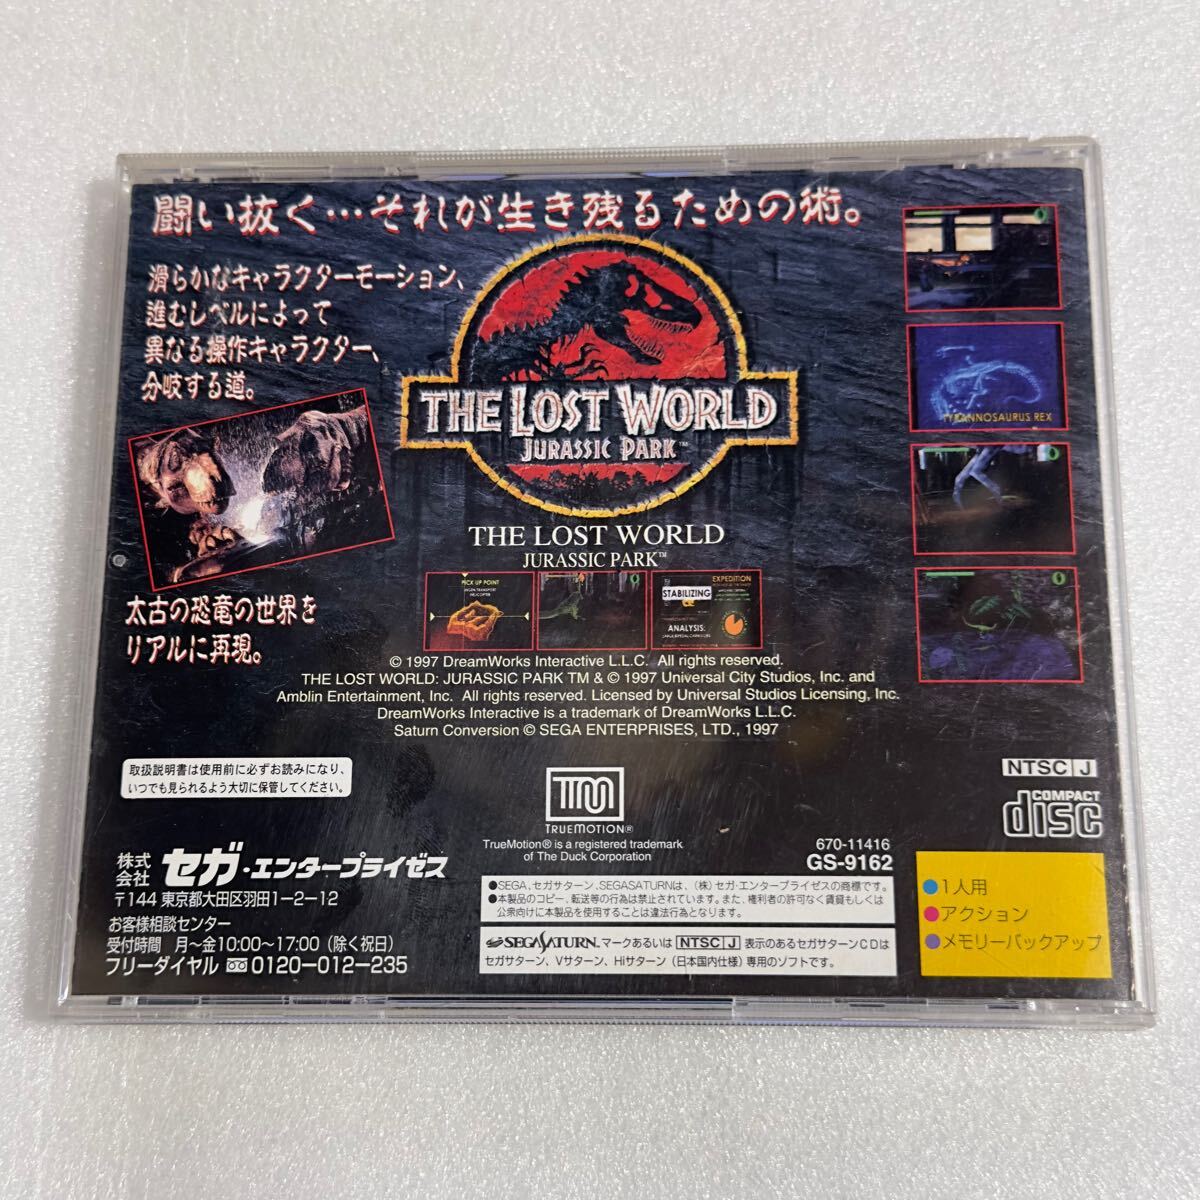 闘い抜く…それが生き残るための術。
滑らかなキャラクターモーション、
進むレベルによって
異なる操作キャラクター、
分岐する道。
THE LOST WORLD
JURASSIC PARK™
THE LOST WORLD
JURASSIC PARK™
TYRANNOSAURUS REX
太古の恐竜の世界を
リアルに再現。
PICK UP POINT
INGEN TRANSPORT
HELICOPTER
EXPEDITION
STABILIZING
ANALYSIS:
© 1997 DreamWorks Interactive L.L.C. All rights reserved.
THE LOST WORLD: JURASSIC PARK TM & © 1997 Universal City Studios, Inc. and
Amblin Entertainment, Inc. All rights reserved. Licensed by Universal Studios Licensing, Inc.
DreamWorks Interactive is a trademark of DreamWorks L.L.C.
Saturn Conversion © SEGA ENTERPRISES, LTD., 1997
取扱説明書は使用前に必ずお読みになり、
いつでも見られるよう大切に保管してください。
TRUEMOTION®
TrueMotion® is a registered trademark
of The Duck Corporation
NTSC J
COMPACT
disc
670-11416
GS-9162
株式会社 セガ・エンタープライゼス
〒144 東京都大田区羽田1-2-12
お客様相談センター
受付時間 月〜金10:00〜17:00（除く祝日）
フリーダイヤル 0120-012-235
●SEGA、セガサターン、SEGASATURNは、（株）セガ・エンタープライゼスの商標です。
●本製品のコピー、転送等の行為は禁止されています。また、権利者の許可なく賃貸もしくは
公衆向けに本製品を使用することは違法行為となります。
SEGASATURN™ マークあるいは NTSC J 表示のあるセガサターンCDは
セガサターン、Vサターン、Hiサターン（日本国内仕様）専用のソフトです。
●1人用
●アクション
●メモリーバックアップ